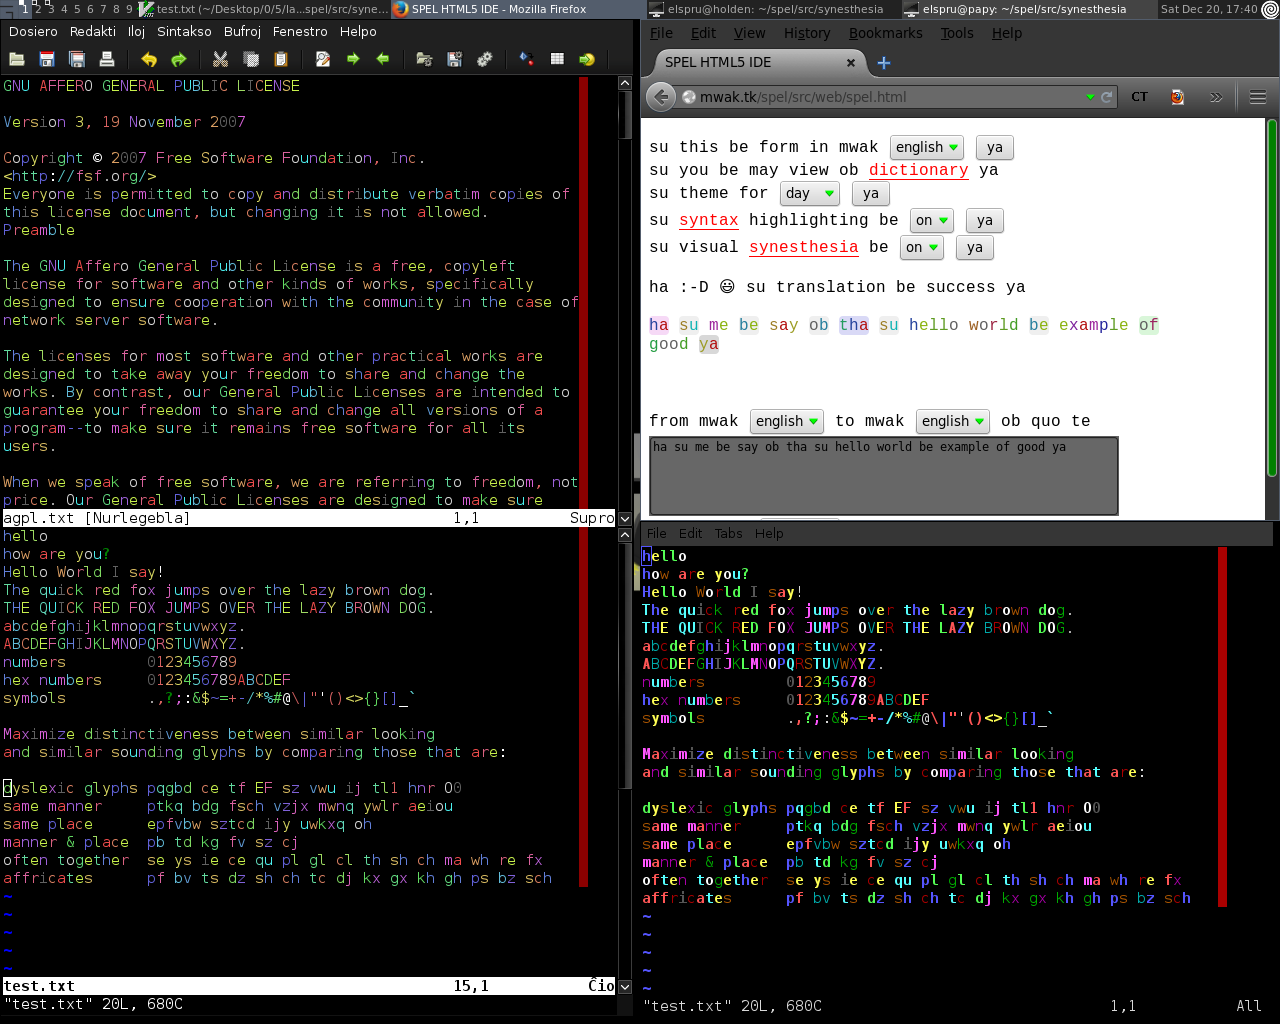 1 2 3 4 5 6 7 8 9
test.txt (~/Desktop/0/5/la...spel/src/syne...
SPEL HTML5 IDE - Mozilla Firefox
elspru@holden: ~/spel/src/synesthesia
elspru@papy: ~/spel/src/synesthesia
Sat Dec 20, 17:40
Dosiero Redakti Iloj Sintakso Bufroj Fenestro Helpo
GNU AFFERO GENERAL PUBLIC LICENSE
Version 3, 19 November 2007
Copyright © 2007 Free Software Foundation, Inc.
<http://fsf.org/>
Everyone is permitted to copy and distribute verbatim copies of
this license document, but changing it is not allowed.
Preamble
The GNU Affero General Public License is a free, copyleft
license for software and other kinds of works, specifically
designed to ensure cooperation with the community in the case of
network server software.
The licenses for most software and other practical works are
designed to take away your freedom to share and change the
works. By contrast, our General Public Licenses are intended to
guarantee your freedom to share and change all versions of a
program--to make sure it remains free software for all its
users.
When we speak of free software, we are referring to freedom, not
price. Our General Public Licenses are designed to make sure
agpl.txt [Nurlegebla] 1,1 Supro
hello
how are you?
Hello World I say!
The quick red fox jumps over the lazy brown dog.
THE QUICK RED FOX JUMPS OVER THE LAZY BROWN DOG.
abcdefghijklmnopqrstuvwxyz.
ABCDEFGHIJKLMNOPQRSTUVWXYZ.
numbers 0123456789
hex numbers 0123456789ABCDEF
symbols .,?;:&$~=+-/*%#@\|"'()<>{}[]_`
Maximize distinctiveness between similar looking
and similar sounding glyphs by comparing those that are:
dyslexic glyphs pqgbd ce tf EF sz vwu ij tl1 hnr O0
same manner ptkq bdg fsch vzjx mwnq ywlr aeiou
same place epfvbw sztcd ijy uwkxq oh
manner & place pb td kg fv sz cj
often together se ys ie ce qu pl gl cl th sh ch ma wh re fx
affricates pf bv ts dz sh ch tc dj kx gx kh gh ps bz sch
~
~
~
~
~
test.txt 15,1 Ĉio
"test.txt" 20L, 680C
File Edit View History Bookmarks Tools Help
SPEL HTML5 IDE
mwak.tk/spel/src/web/spel.html
CT
su this be form in mwak english ya
su you be may view ob dictionary ya
su theme for day ya
su syntax highlighting be on ya
su visual synesthesia be on ya
ha :-D 😃 su translation be success ya
ha su me be say ob tha su hello world be example of
good ya
from mwak english to mwak english ob quo te
ha su me be say ob tha su hello world be example of good ya
File Edit Tabs Help
hello
how are you?
Hello World I say!
The quick red fox jumps over the lazy brown dog.
THE QUICK RED FOX JUMPS OVER THE LAZY BROWN DOG.
abcdefghijklmnopqrstuvwxyz.
ABCDEFGHIJKLMNOPQRSTUVWXYZ.
numbers 0123456789
hex numbers 0123456789ABCDEF
symbols .,?;:&$~=+-/*%#@\|"'()<>{}[]_`
Maximize distinctiveness between similar looking
and similar sounding glyphs by comparing those that are:
dyslexic glyphs pqgbd ce tf EF sz vwu ij tl1 hnr O0
same manner ptkq bdg fsch vzjx mwnq ywlr aeiou
same place epfvbw sztcd ijy uwkxq oh
manner & place pb td kg fv sz cj
often together se ys ie ce qu pl gl cl th sh ch ma wh re fx
affricates pf bv ts dz sh ch tc dj kx gx kh gh ps bz sch
~
~
~
~
~
"test.txt" 20L, 680C 1,1 All